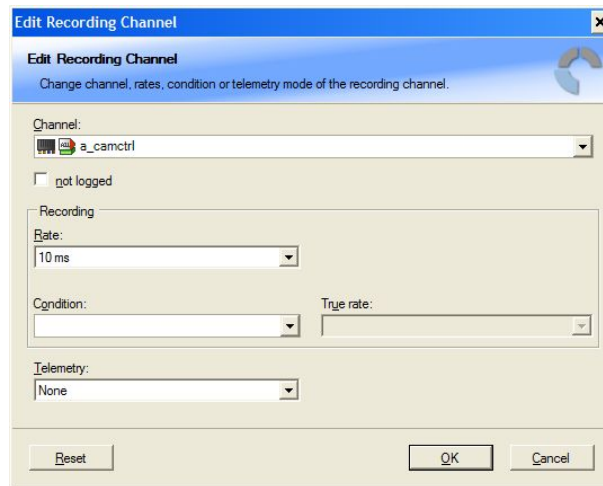 Edit Recording Channel
Edit Recording Channel
Change channel, rates, condition or telemetry mode of the recording channel.
Channel:
a_camctrl
not logged
Recording
Rate:
10 ms
Condition: True rate:
Telemetry:
None
Reset OK Cancel